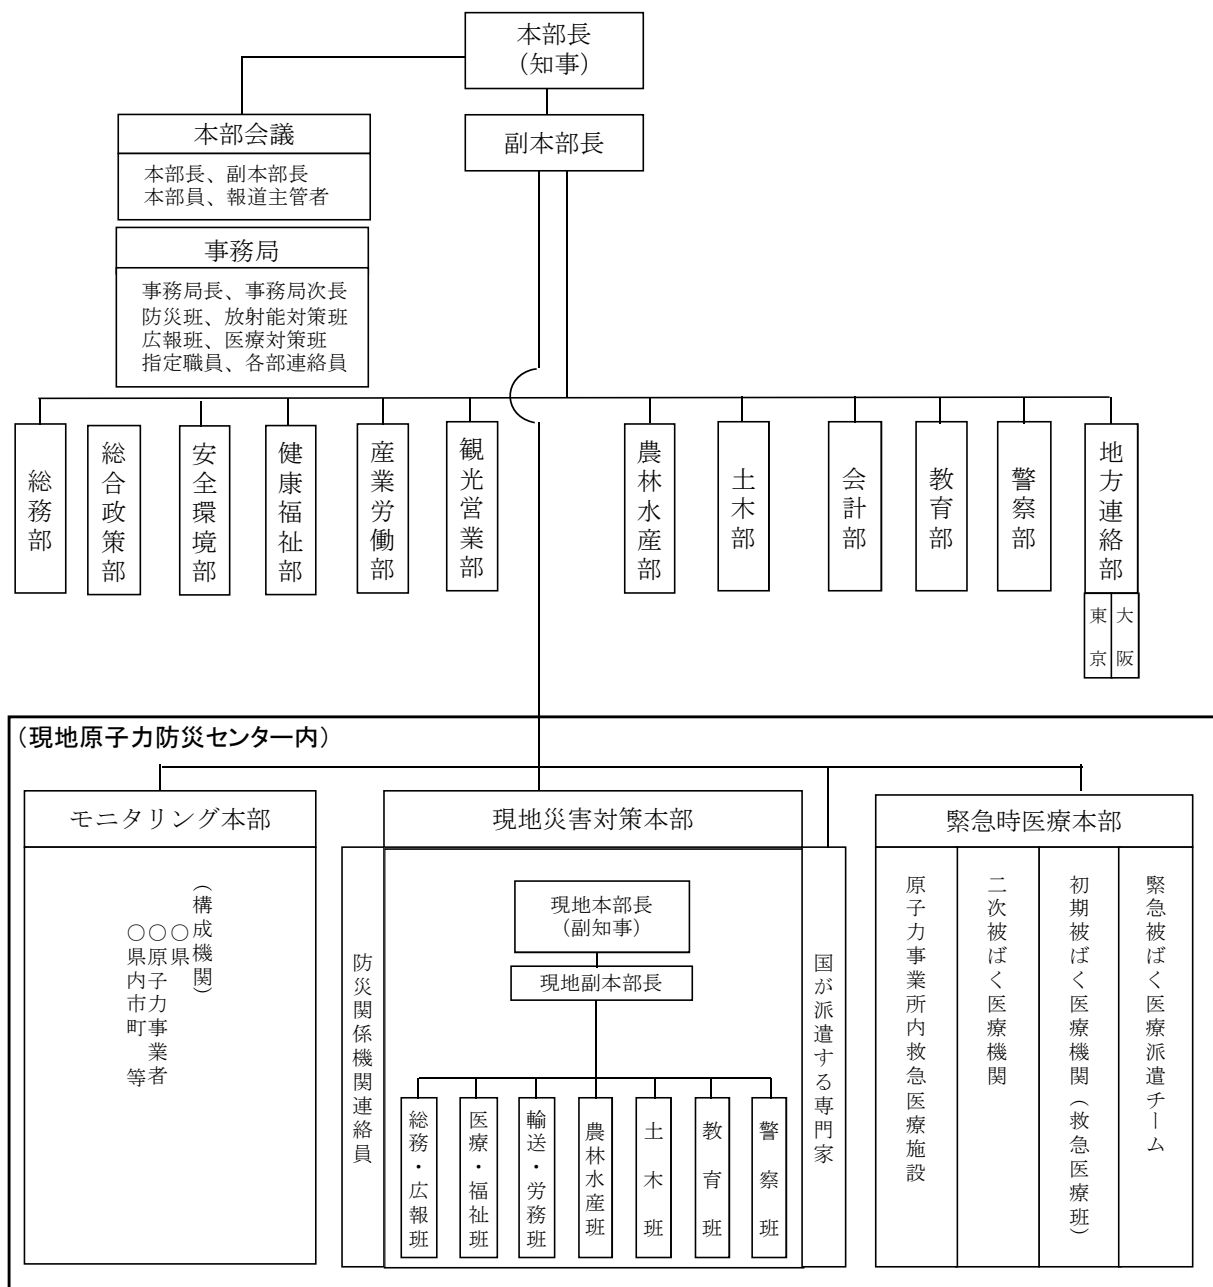 本部長
（知事）
副本部長
本部会議
本部長、副本部長
本部員、報道主管者
事務局
事務局長、事務局次長
防災班、放射能対策班
広報班、医療対策班
指定職員、各部連絡員
総務部
総合政策部
安全環境部
健康福祉部
産業労働部
観光営業部
農林水産部
土木部
会計部
教育部
警察部
地方連絡部
東京
大阪
（現地原子力防災センター内）
モニタリング本部
（構成機関）
○県
○原子力事業者
○県内市町　等
現地災害対策本部
防災関係機関連絡員
現地本部長
（副知事）
現地副本部長
総務・広報班
医療・福祉班
輸送・労務班
農林水産班
土木班
教育班
警察班
国が派遣する専門家
緊急時医療本部
原子力事業所内救急医療施設
二次被ばく医療機関
初期被ばく医療機関（救急医療班）
緊急被ばく医療派遣チーム